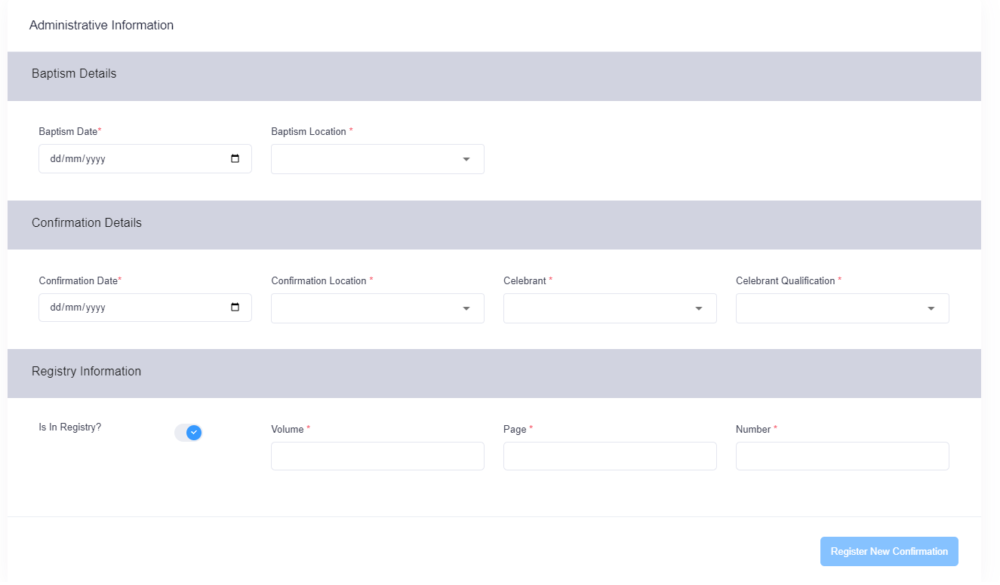 Administrative Information
Baptism Details
Baptism Date* Baptism Location *
dd/mm/yyyy
Confirmation Details
Confirmation Date* Confirmation Location * Celebrant * Celebrant Qualification *
dd/mm/yyyy
Registry Information
Is In Registry? Volume * Page * Number *
Register New Confirmation